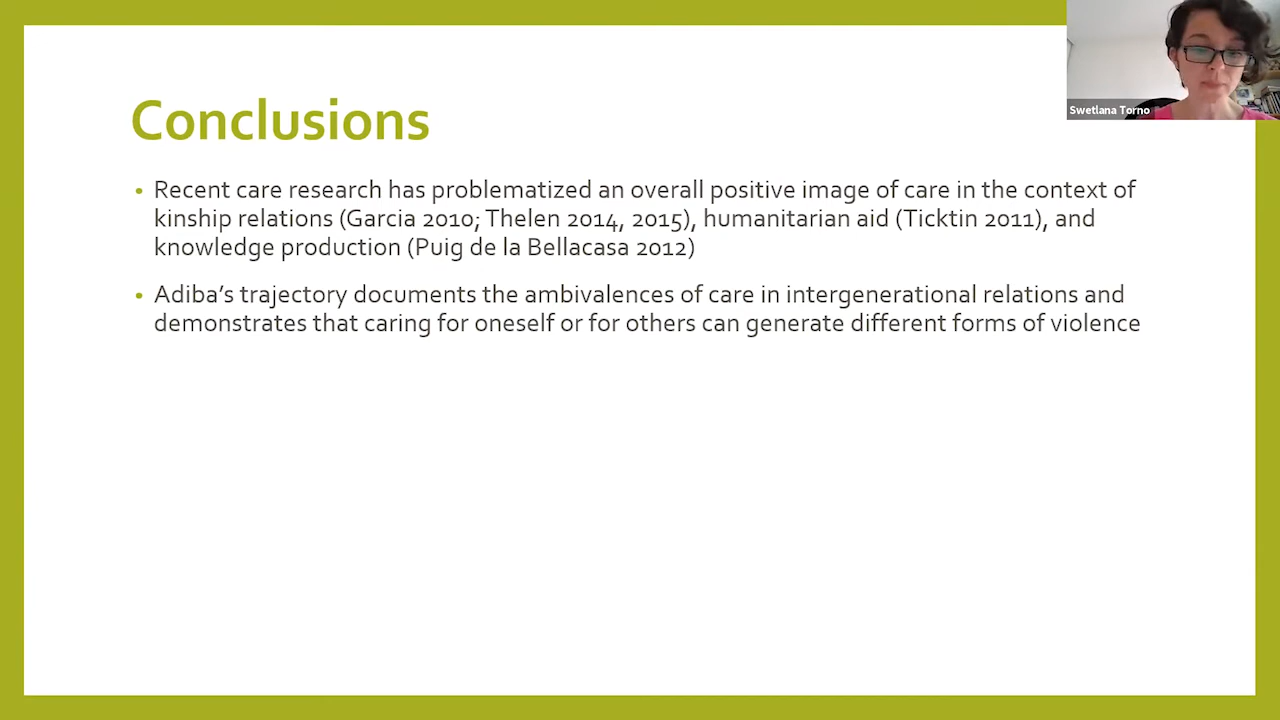 Swetlana Torno
Conclusions
• Recent care research has problematized an overall positive image of care in the context of
kinship relations (Garcia 2010; Thelen 2014, 2015), humanitarian aid (Ticktin 2011), and
knowledge production (Puig de la Bellacasa 2012)
• Adiba’s trajectory documents the ambivalences of care in intergenerational relations and
demonstrates that caring for oneself or for others can generate different forms of violence